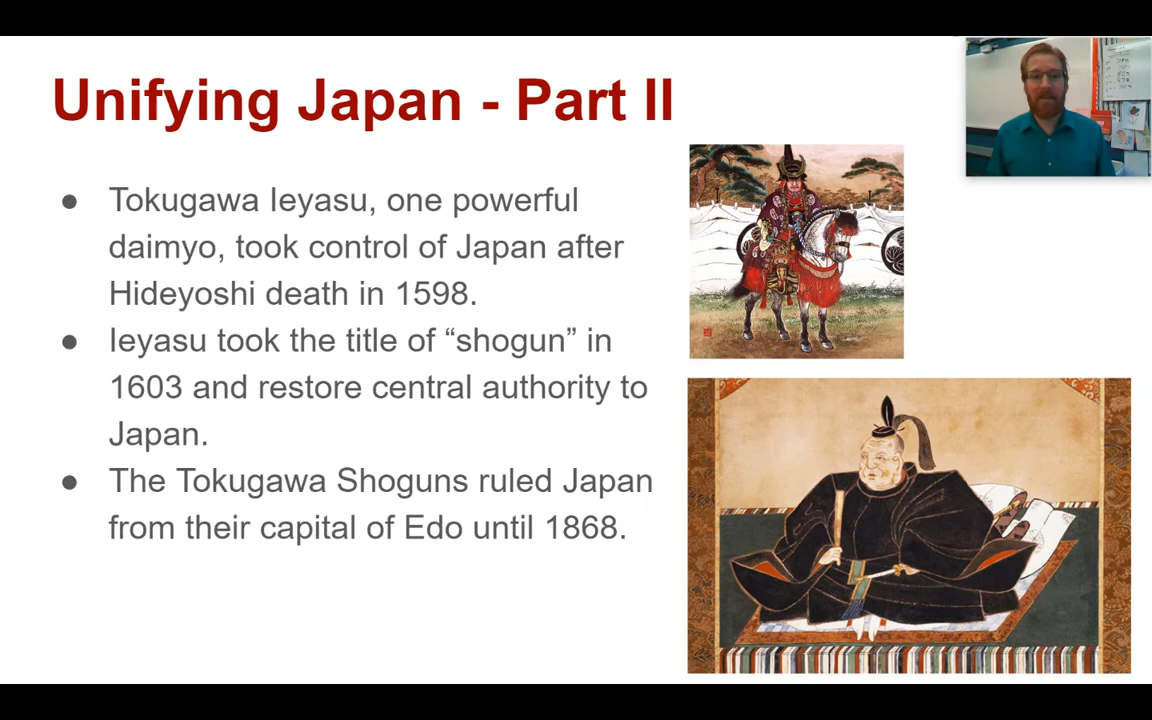 Unifying Japan - Part II
● Tokugawa Ieyasu, one powerful
daimyo, took control of Japan after
Hideyoshi death in 1598.
● Ieyasu took the title of “shogun” in
1603 and restore central authority to
Japan.
● The Tokugawa Shoguns ruled Japan
from their capital of Edo until 1868.